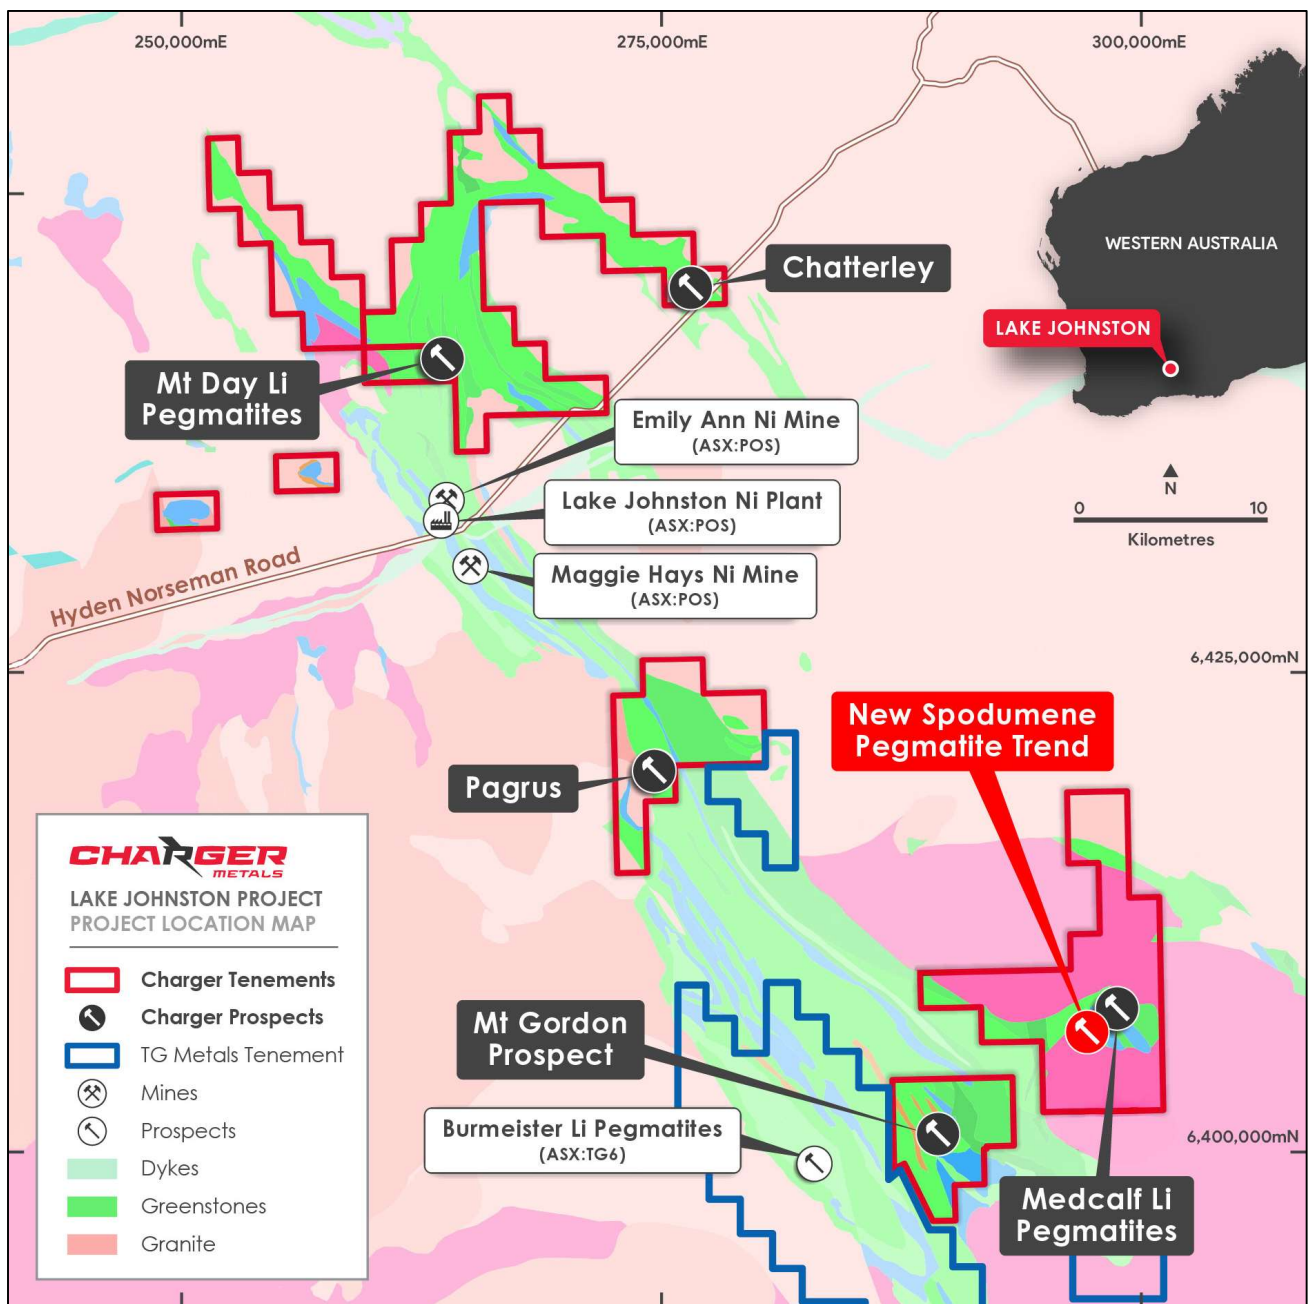 250,000mE
275,000mE
300,000mE
WESTERN AUSTRALIA
Chatterley
LAKE JOHNSTON
Mt Day Li
Pegmatites
Emily Ann Ni Mine
(ASX:POS)
Lake Johnston Ni Plant
(ASX:POS)
Maggie Hays Ni Mine
(ASX:POS)
N
0 10
Kilometres
Hyden Norseman Road
6,425,000mN
New Spodumene
Pegmatite Trend
Pagrus
CHARGER
METALS
LAKE JOHNSTON PROJECT
PROJECT LOCATION MAP
Charger Tenements
Charger Prospects
TG Metals Tenement
Mines
Prospects
Dykes
Greenstones
Granite
Mt Gordon
Prospect
Burmeister Li Pegmatites
(ASX:TG6)
6,400,000mN
Medcalf Li
Pegmatites